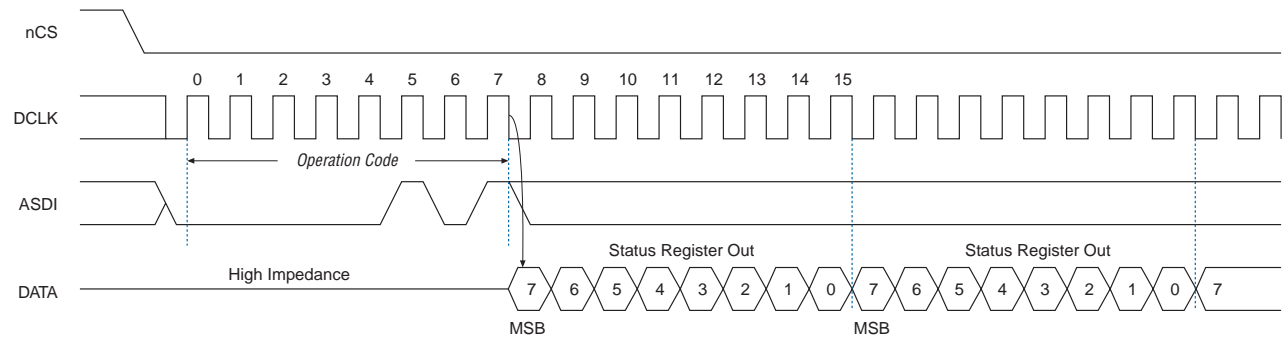 nCS
0 1 2 3 4 5 6 7 8 9 10 11 12 13 14 15
DCLK
Operation Code
ASDI
Status Register Out Status Register Out
High Impedance
DATA
7 6 5 4 3 2 1 0 7 6 5 4 3 2 1 0 7
MSB MSB